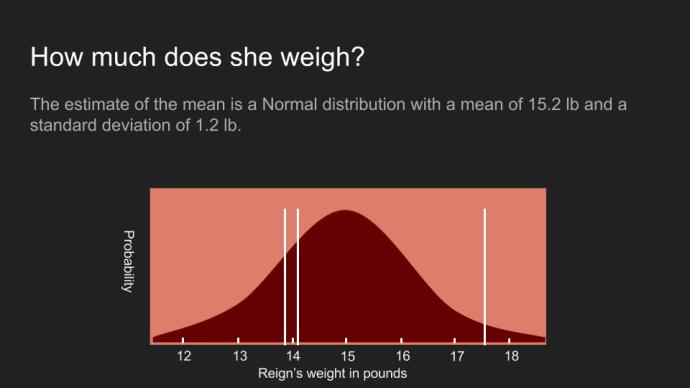 How much does she weigh?
The estimate of the mean is a Normal distribution with a mean of 15.2 lb and a
standard deviation of 1.2 lb.
Probability
12 13 14 15 16 17 18
Reign's weight in pounds